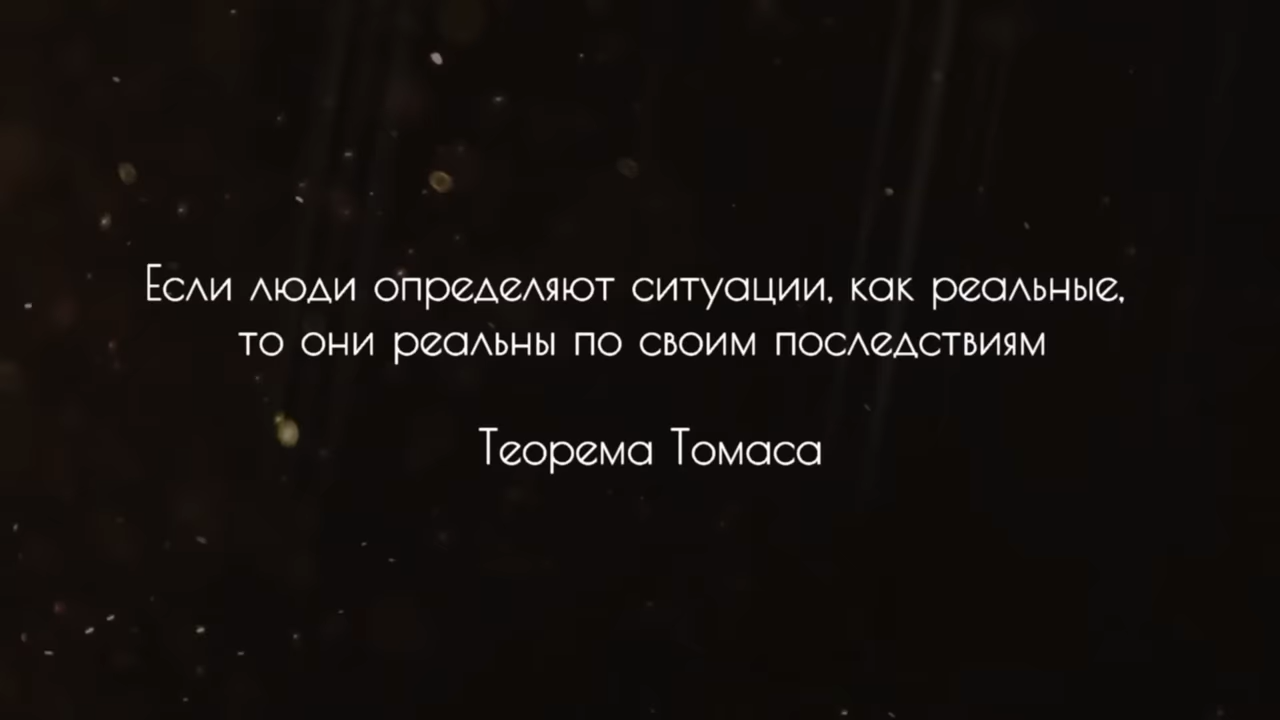 Если люди определяют ситуации, как реальные,
то они реальны по своим последствиям
Теорема Томаса